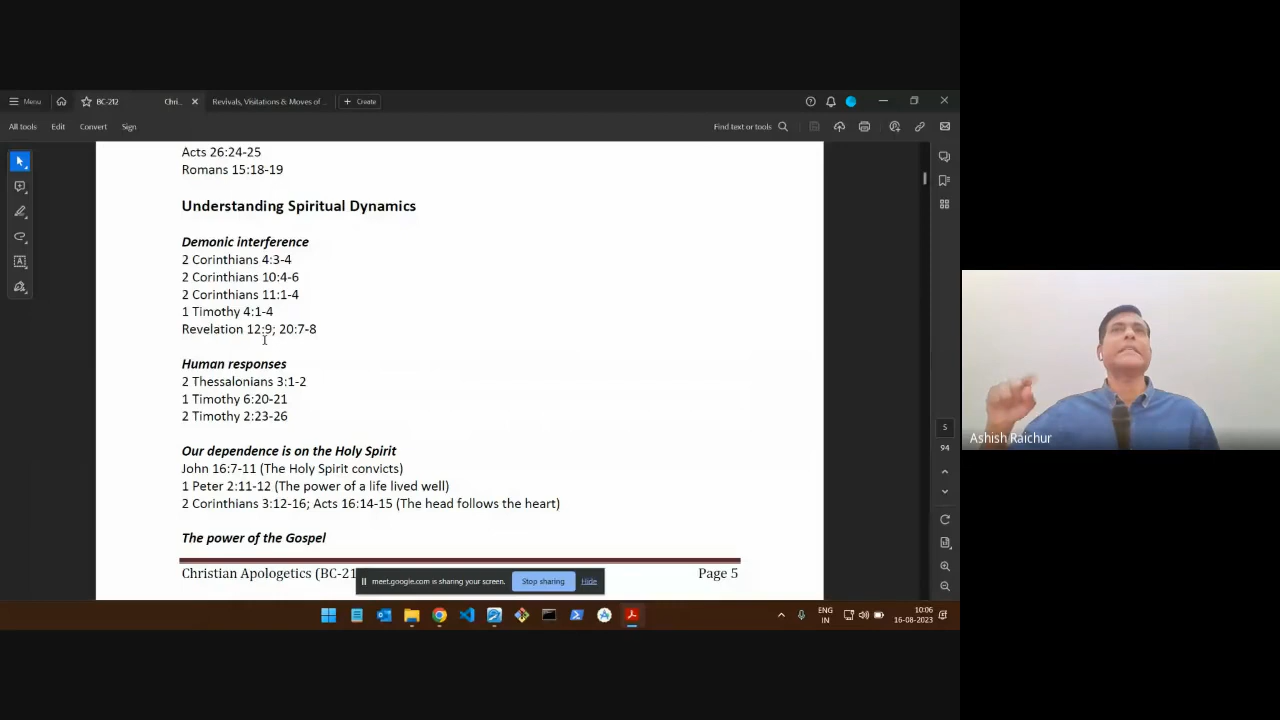 Menu
BC-212
Chri...
Revivals, Visitations & Moves of ...
Create
All tools
Edit
Convert
Sign
Find text or tools
Acts 26:24-25
Romans 15:18-19
Understanding Spiritual Dynamics
Demonic interference
2 Corinthians 4:3-4
2 Corinthians 10:4-6
2 Corinthians 11:1-4
1 Timothy 4:1-4
Revelation 12:9; 20:7-8
Human responses
2 Thessalonians 3:1-2
1 Timothy 6:20-21
2 Timothy 2:23-26
Our dependence is on the Holy Spirit
John 16:7-11 (The Holy Spirit convicts)
1 Peter 2:11-12 (The power of a life lived well)
2 Corinthians 3:12-16; Acts 16:14-15 (The head follows the heart)
The power of the Gospel
Christian Apologetics (BC-21
Page 5
meet.google.com is sharing your screen.
Stop sharing
Hide
5
94
Ashish Raichur
ENG
IN
10:06
16-08-2023